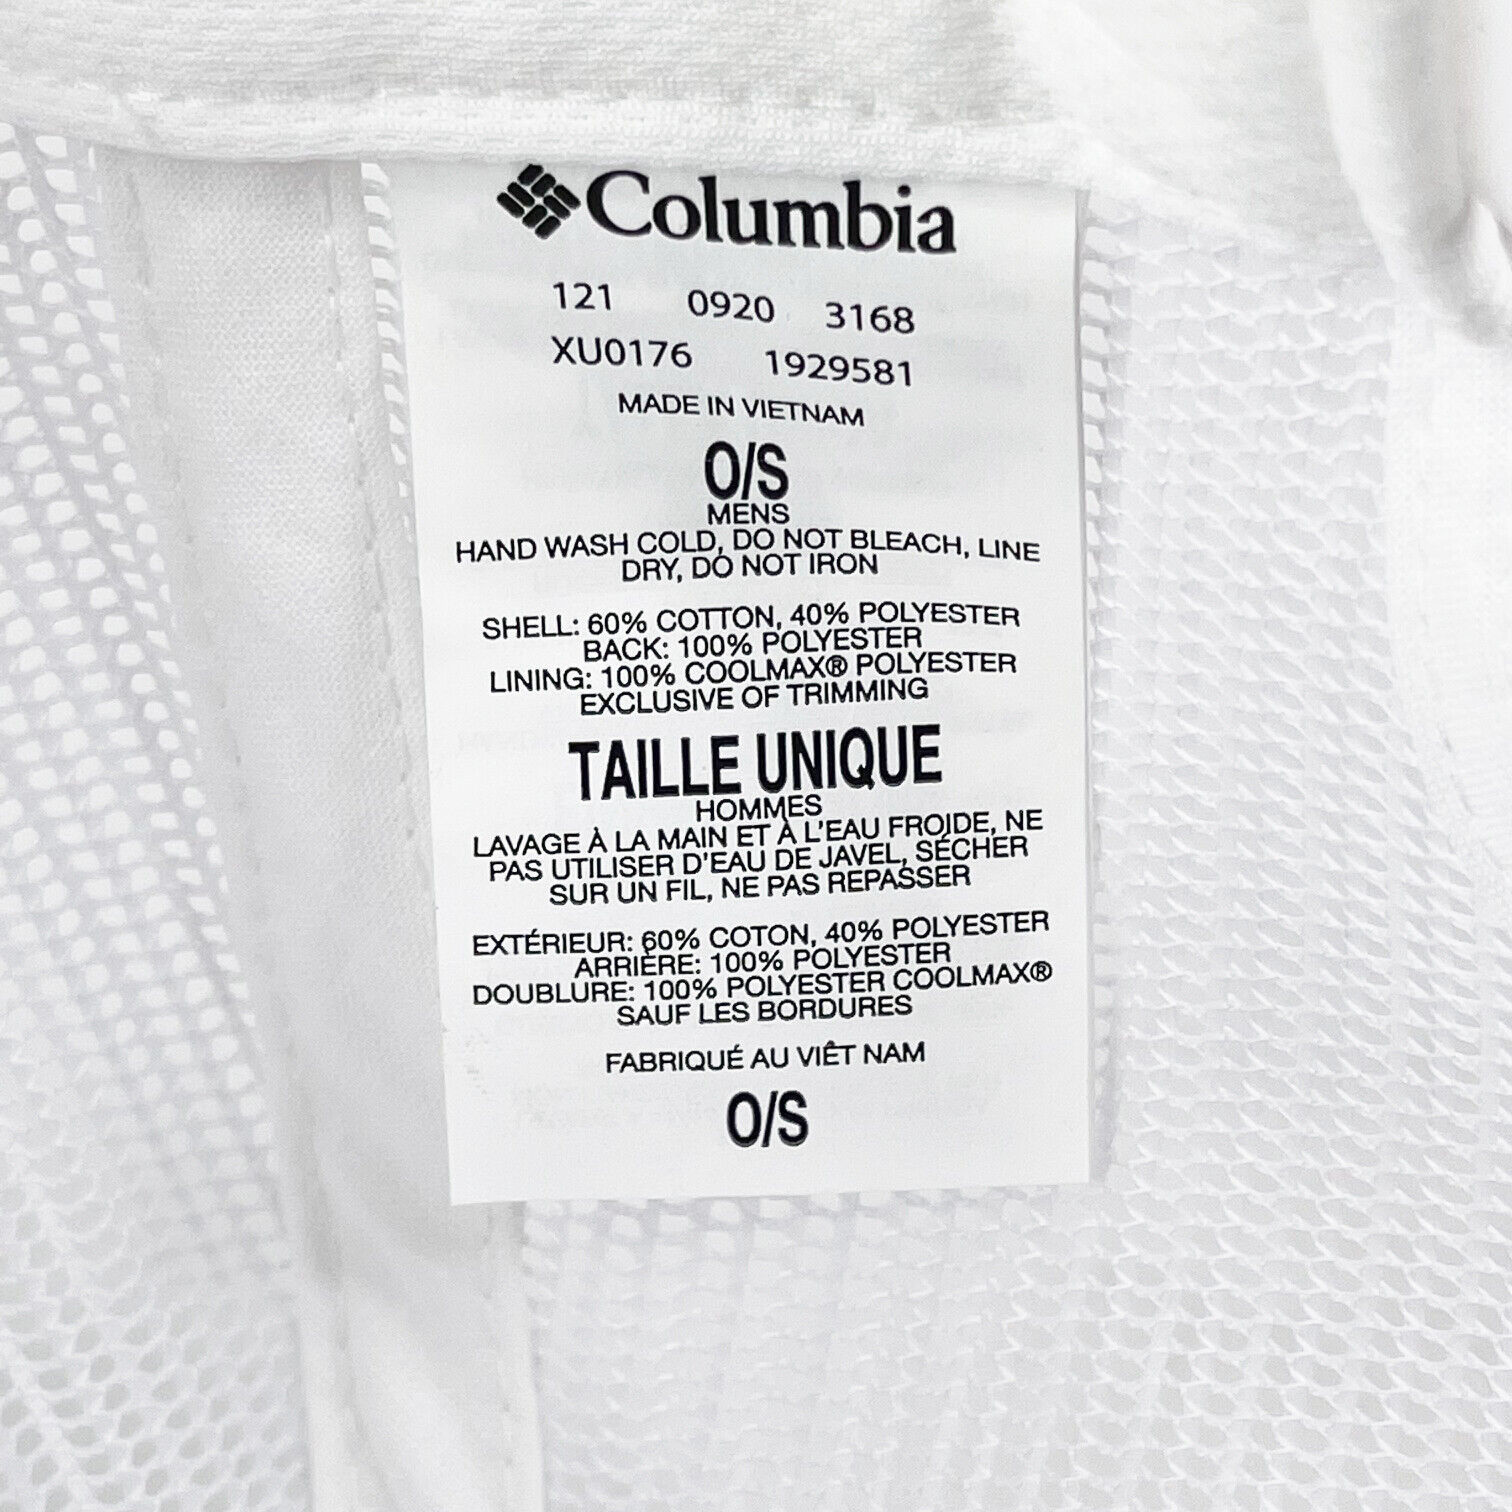 Columbia
121 0920 3168
XU0176 1929581
MADE IN VIETNAM
O/S
MENS
HAND WASH COLD, DO NOT BLEACH, LINE
DRY, DO NOT IRON
SHELL: 60% COTTON, 40% POLYESTER
BACK: 100% POLYESTER
LINING: 100% COOLMAX® POLYESTER
EXCLUSIVE OF TRIMMING
TAILLE UNIQUE
HOMMES
LAVAGE À LA MAIN ET À L'EAU FROIDE, NE
PAS UTILISER D'EAU DE JAVEL, SÉCHER
SUR UN FIL, NE PAS REPASSER
EXTÉRIEUR: 60% COTON, 40% POLYESTER
ARRIÈRE: 100% POLYESTER
DOUBLURE: 100% POLYESTER COOLMAX®
SAUF LES BORDURES
FABRIQUÉ AU VIÊT NAM
O/S